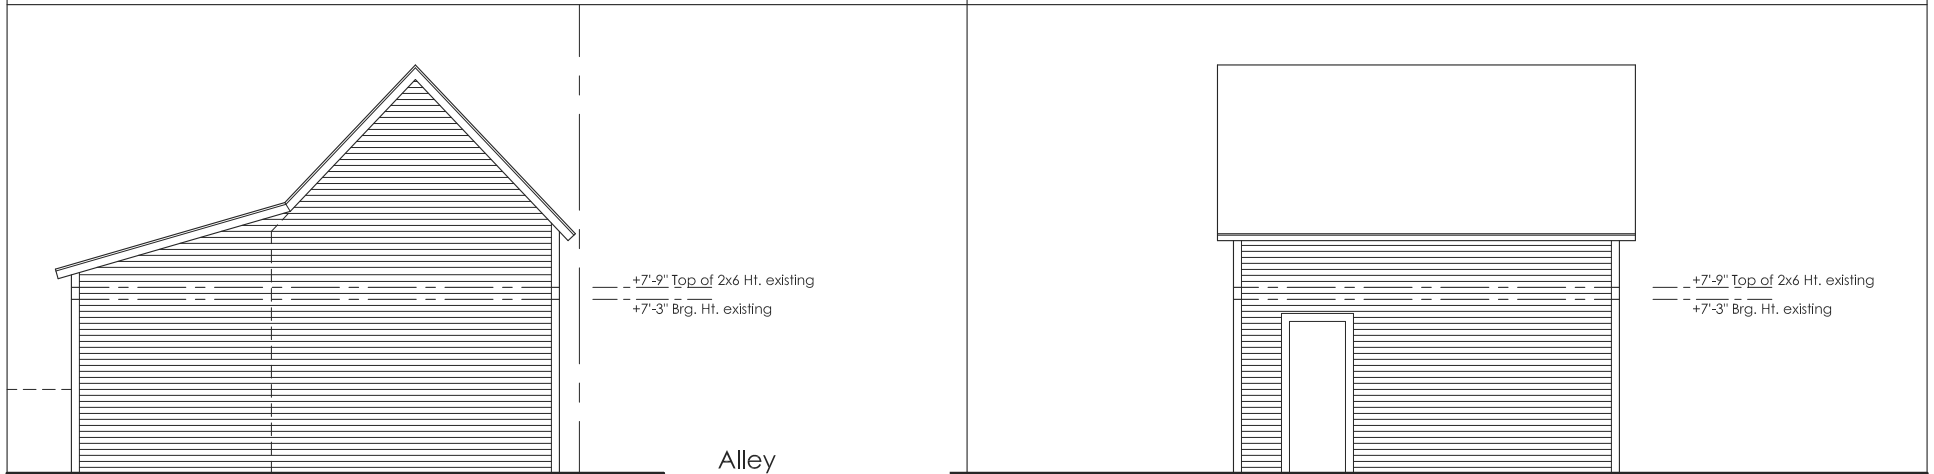 +7'-9" Top of 2x6 Ht. existing
+7'-3" Brg. Ht. existing
Alley
+7'-9" Top of 2x6 Ht. existing
+7'-3" Brg. Ht. existing